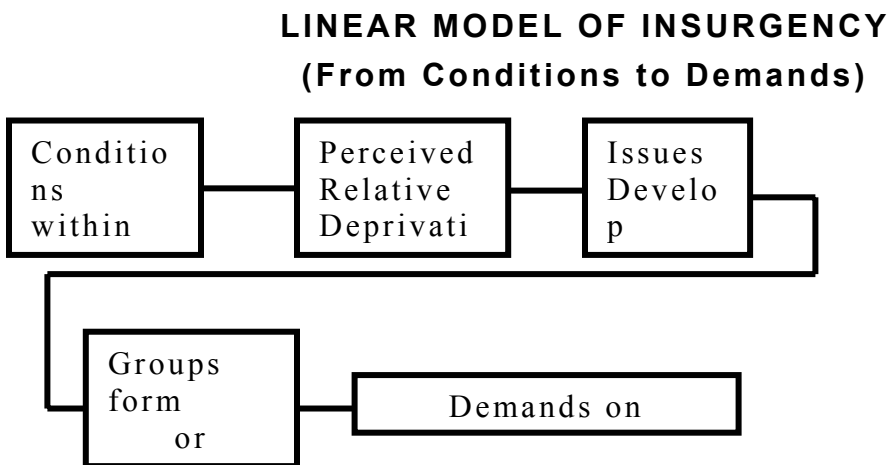 LINEAR MODEL OF INSURGENCY
(From Conditions to Demands)
Conditio
ns
within
Perceived
Relative
Deprivati
Issues
Develo
p
Groups
form
or
Demands on